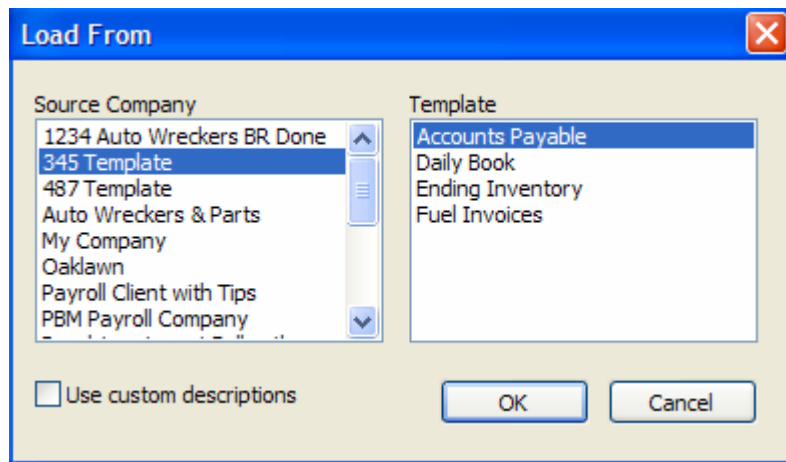 Load From
Source Company
1234 Auto Wreckers BR Done
345 Template
487 Template
Auto Wreckers & Parts
My Company
Oaklawn
Payroll Client with Tips
PBM Payroll Company
Template
Accounts Payable
Daily Book
Ending Inventory
Fuel Invoices
Use custom descriptions
OK
Cancel